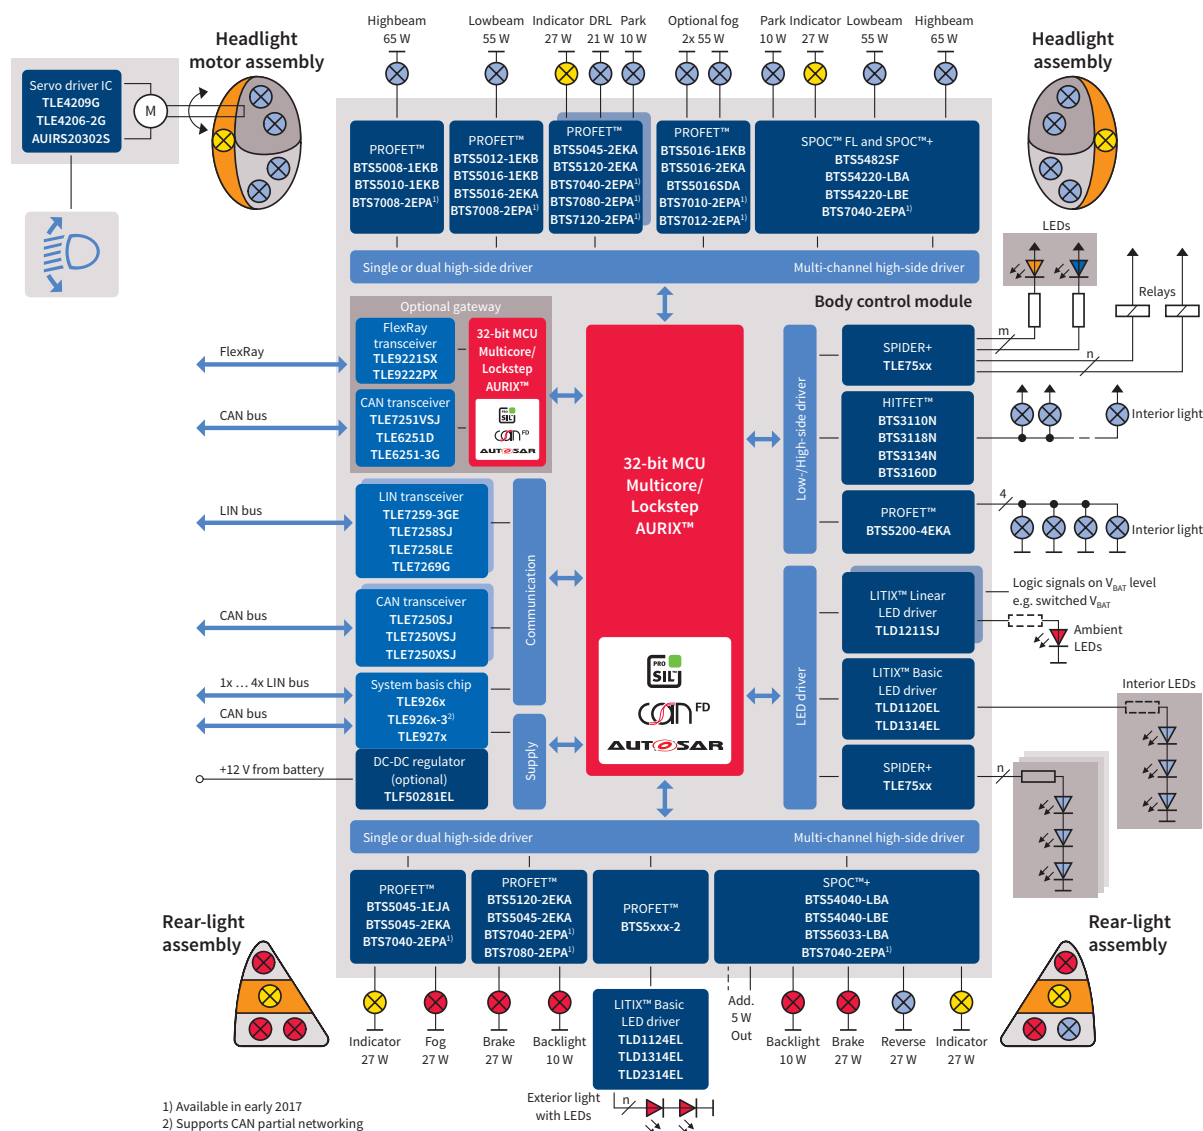 Highbeam
65 W
Lowbeam
55 W
Indicator
27 W
DRL
21 W
Park
10 W
Optional fog
2x 55 W
Park
10 W
Indicator
27 W
Lowbeam
55 W
Highbeam
65 W
Headlight
motor assembly
Headlight
assembly
Servo driver IC
TLE4209G
TLE4206-2G
AUIRS20302S
M
PROFET™
BTS5008-1EKB
BTS5010-1EKB
BTS7008-2EPA1)
PROFET™
BTS5012-1EKB
BTS5016-1EKB
BTS5016-2EKA
BTS7008-2EPA1)
PROFET™
BTS5045-2EKA
BTS5120-2EKA
BTS7040-2EPA1)
BTS7080-2EPA1)
BTS7120-2EPA1)
PROFET™
BTS5016-1EKB
BTS5016-2EKA
BTS5016SDA
BTS7010-2EPA1)
BTS7012-2EPA1)
SPOC™ FL and SPOC™+
BTS5482SF
BTS54220-LBA
BTS54220-LBE
BTS7040-2EPA1)
Single or dual high-side driver
Multi-channel high-side driver
LEDs
Relays
m
n
Body control module
Optional gateway
FlexRay
transceiver
TLE9221SX
TLE9222PX
CAN transceiver
TLE7251VSJ
TLE6251D
TLE6251-3G
32-bit MCU
Multicore/
Lockstep
AURIX™
PRO
SIL
CAN FD
AUTOSAR
FlexRay
CAN bus
LIN bus
CAN bus
1x … 4x LIN bus
CAN bus
+12 V from battery
LIN transceiver
TLE7259-3GE
TLE7258SJ
TLE7258LE
TLE7269G
CAN transceiver
TLE7250SJ
TLE7250VSJ
TLE7250XSJ
System basis chip
TLE926x
TLE926x-32)
TLE927x
DC-DC regulator
(optional)
TLF50281EL
Communication
Supply
32-bit MCU
Multicore/
Lockstep
AURIX™
PRO
SIL
CAN FD
AUTOSAR
Low-/High-side driver
LED driver
SPIDER+
TLE75xx
HITFET™
BTS3110N
BTS3118N
BTS3134N
BTS3160D
PROFET™
BTS5200-4EKA
LITIX™ Linear
LED driver
TLD1211SJ
LITIX™ Basic
LED driver
TLD1120EL
TLD1314EL
SPIDER+
TLE75xx
Interior light
4
Interior light
Logic signals on VBAT level
e.g. switched VBAT
Ambient
LEDs
Interior LEDs
n
Single or dual high-side driver
Multi-channel high-side driver
PROFET™
BTS5045-1EJA
BTS5045-2EKA
BTS7040-2EPA1)
PROFET™
BTS5120-2EKA
BTS5045-2EKA
BTS7040-2EPA1)
BTS7080-2EPA1)
PROFET™
BTS5xxx-2
SPOC™+
BTS54040-LBA
BTS54040-LBE
BTS56033-LBA
BTS7040-2EPA1)
Rear-light
assembly
Rear-light
assembly
Indicator
27 W
Fog
27 W
Brake
27 W
Backlight
10 W
LITIX™ Basic
LED driver
TLD1124EL
TLD1314EL
TLD2314EL
Add.
5 W
Out
Backlight
10 W
Brake
27 W
Reverse
27 W
Indicator
27 W
Exterior light
with LEDs
n
1) Available in early 2017
2) Supports CAN partial networking